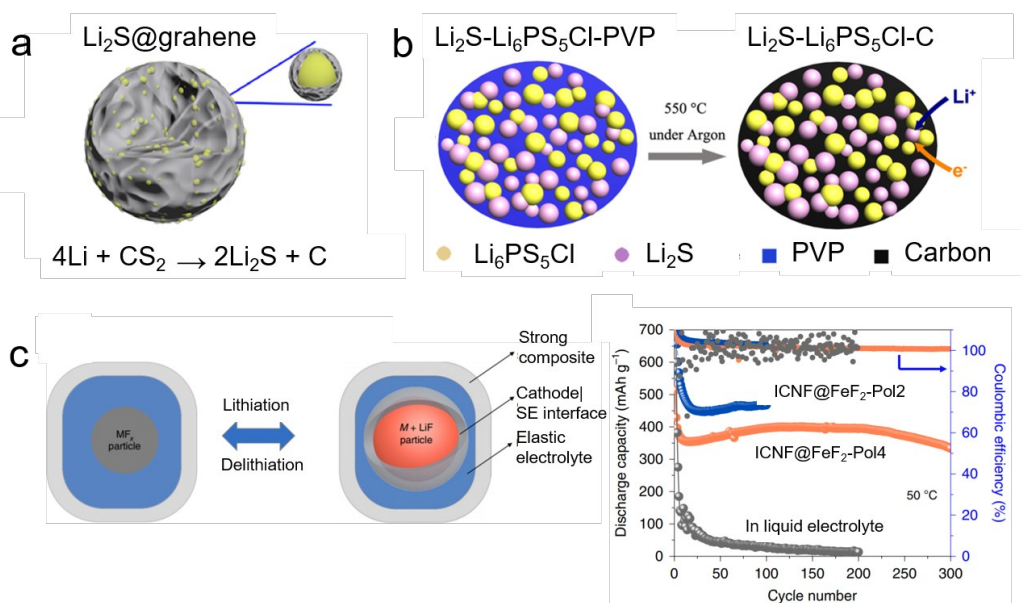 a
Li₂S@grahene
4Li + CS₂ → 2Li₂S + C
b
Li₂S-Li₆PS₅Cl-PVP
Li₂S-Li₆PS₅Cl-C
550 °C
under Argon
Li⁺
e⁻
Li₆PS₅Cl
Li₂S
PVP
Carbon
c
MFₓ
particle
Lithiation
Delithiation
M + LiF
particle
Strong
composite
Cathode|
SE interface
Elastic
electrolyte
Discharge capacity (mAh g⁻¹)
700
600
500
400
300
200
100
0
ICNF@FeF₂-Pol2
ICNF@FeF₂-Pol4
50 °C
In liquid electrolyte
0 50 100 150 200 250 300
Cycle number
100
80
60
40
20
0
Coulombic efficiency (%)